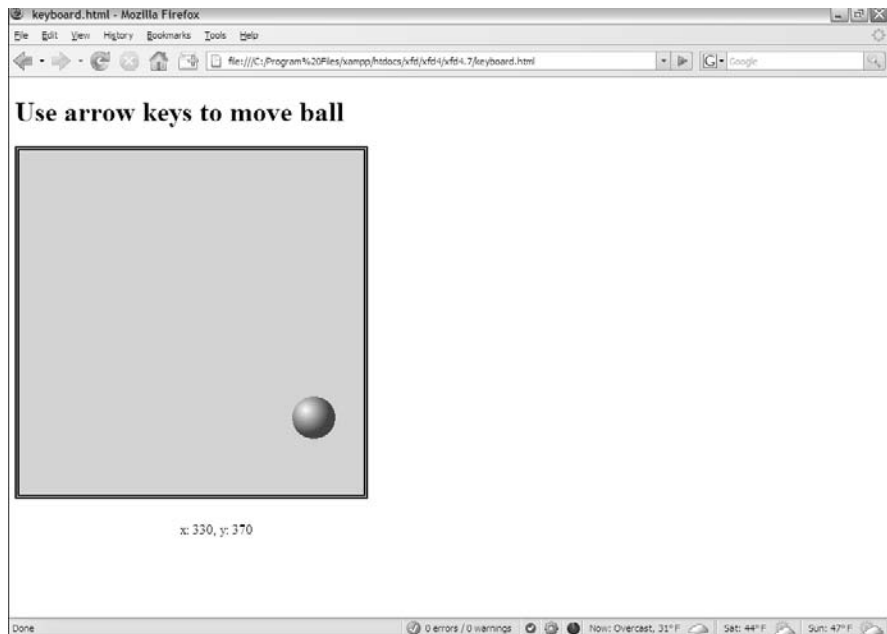 keyboard.html - Mozilla Firefox
File Edit View History Bookmarks Tools Help
file:///C:/Program%20Files/xampp/htdocs/xfd/xfd4/xfd4.7/keyboard.html
G Google
Use arrow keys to move ball
x: 330, y: 370
Done
0 errors / 0 warnings
Now: Overcast, 31° F
Sat: 44° F
Sun: 47° F